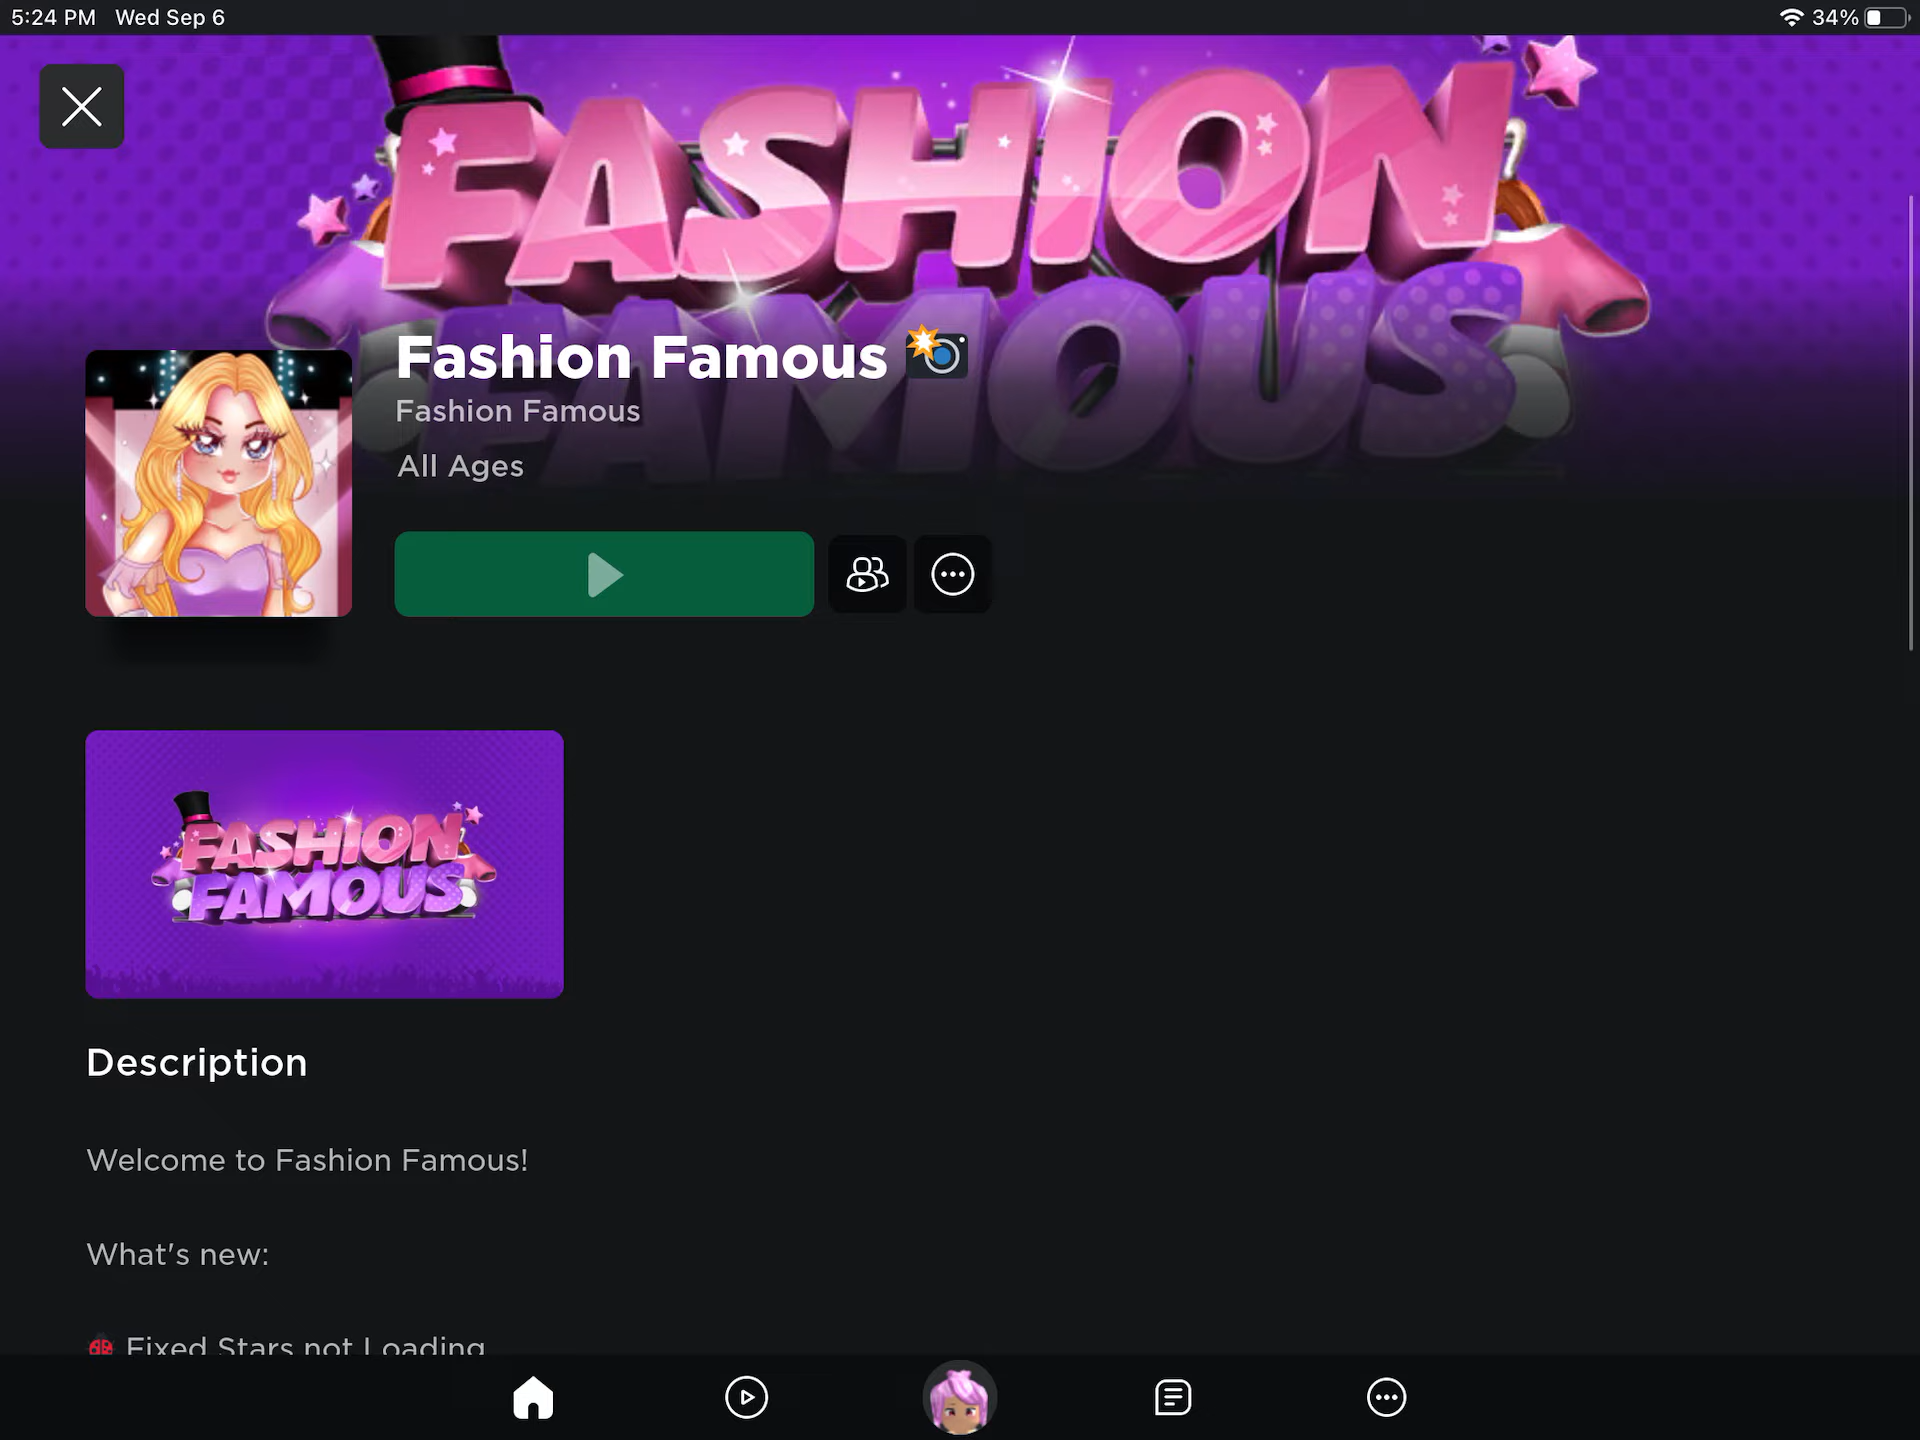 5:24 PM Wed Sep 6
34%
FASHION
FAMOUS
Fashion Famous
Fashion Famous
All Ages
FASHION
FAMOUS
Description
Welcome to Fashion Famous!
What's new:
Fixed Stars not Loading